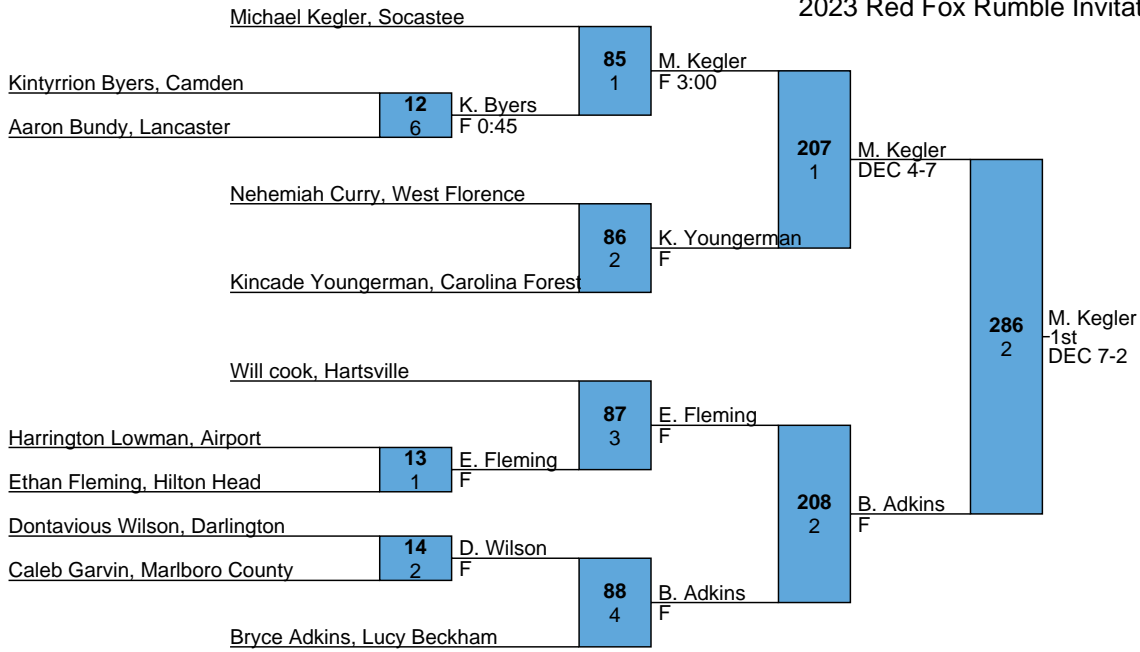 2023 Red Fox Rumble Invitat
Michael Kegler, Socastee
85
1
M. Kegler
F 3:00
Kintyrrion Byers, Camden
12
6
K. Byers
F 0:45
Aaron Bundy, Lancaster
207
1
M. Kegler
DEC 4-7
Nehemiah Curry, West Florence
86
2
K. Youngerman
F
Kincade Youngerman, Carolina Forest
286
2
M. Kegler
1st
DEC 7-2
Will cook, Hartsville
87
3
E. Fleming
F
Harrington Lowman, Airport
13
1
E. Fleming
F
Ethan Fleming, Hilton Head
208
2
B. Adkins
F
Dontavious Wilson, Darlington
14
2
D. Wilson
F
Caleb Garvin, Marlboro County
88
4
B. Adkins
F
Bryce Adkins, Lucy Beckham